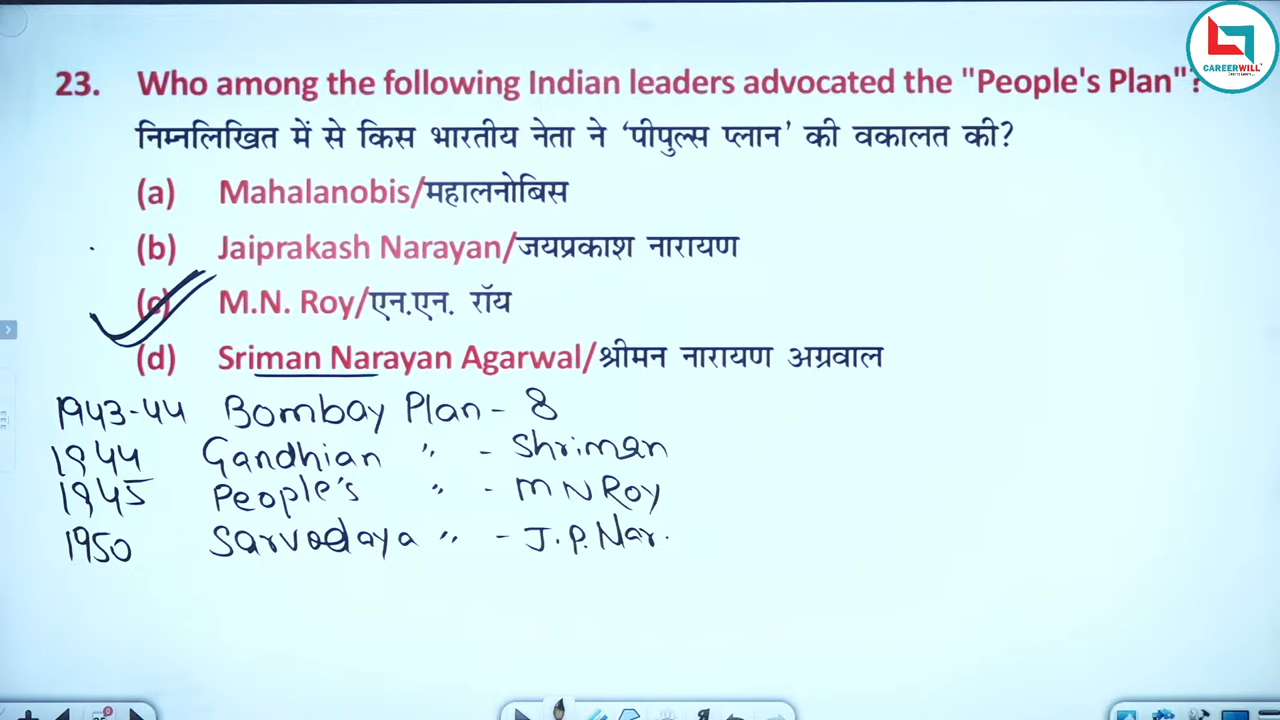 CAREERWILL
23. Who among the following Indian leaders advocated the "People's Plan"?
निम्नलिखित में से किस भारतीय नेता ने ‘पीपुल्स प्लान’ की वकालत की?
(a) Mahalanobis/महालनोबिस
(b) Jaiprakash Narayan/जयप्रकाश नारायण
(c) M.N. Roy/एन.एन. रॉय
(d) Sriman Narayan Agarwal/श्रीमन नारायण अग्रवाल
1943-44 Bombay Plan - 8
1944 Gandhian " - Shriman
1945 People's " - M N Roy
1950 Sarvodaya " - J.P. Nar.